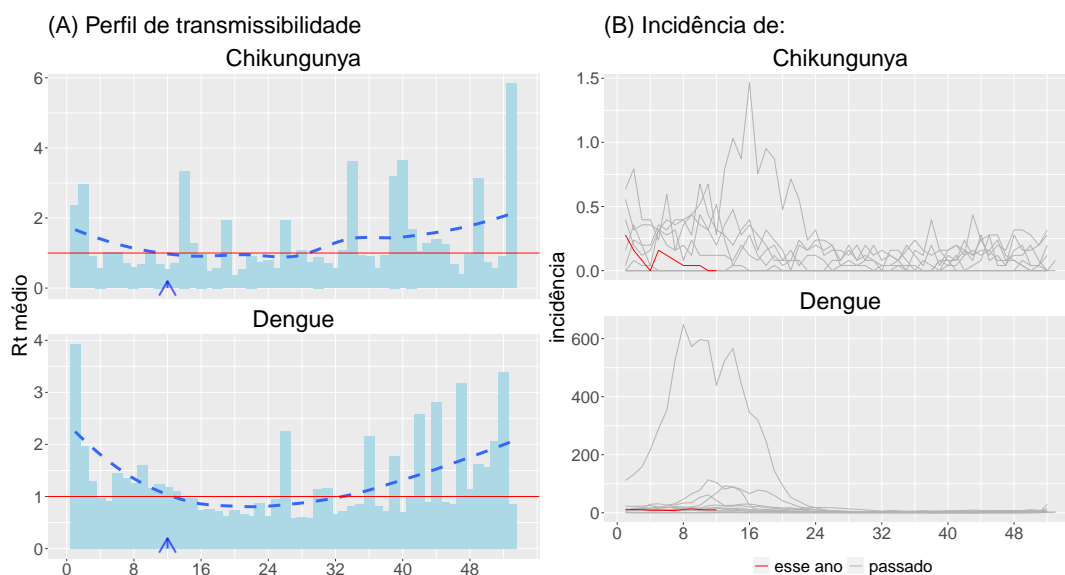 (A) Perfil de transmissibilidade
Chikungunya
6
4
2
0
Dengue
4
3
2
1
0
0 8 16 24 32 40 48
Rt médio
(B) Incidência de:
Chikungunya
1.5
1.0
0.5
0.0
Dengue
600
400
200
0
0 8 16 24 32 40 48
incidência
esse ano passado